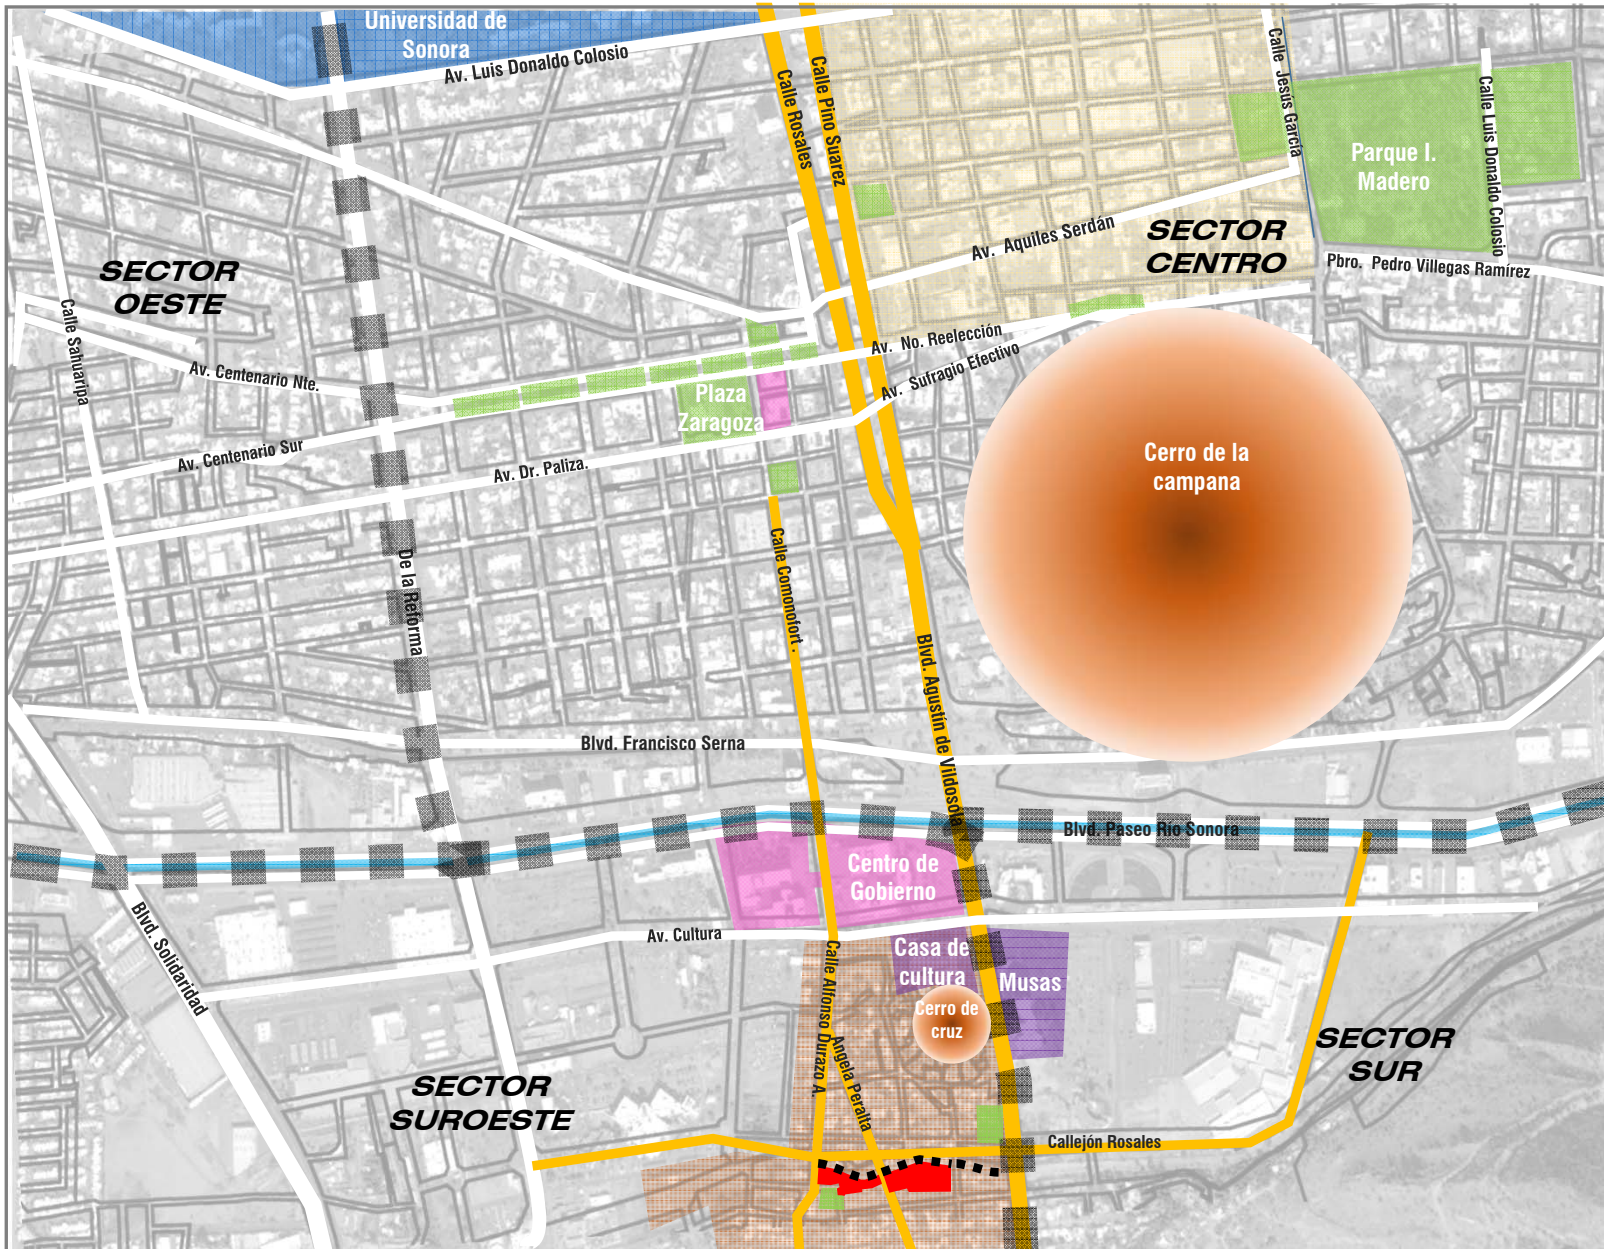 Universidad de
Sonora
Av. Luis Donaldo Colosio
Calle Rosales
Calle Pino Suarez
Calle Jesús García
Calle Luis Donaldo Colosio
Parque I.
Madero
SECTOR
CENTRO
Av. Aquiles Serdán
Pbro. Pedro Villegas Ramírez
SECTOR
OESTE
Calle Sahuaripa
Av. Centenario Nte.
Av. No. Reelección
Av. Sufragio Efectivo
Plaza
Zaragoza
Av. Centenario Sur
Av. Dr. Paliza.
Cerro de la
campana
De la Reforma
Calle Comonofort .
Blvd. Agustín de Vildosola
Blvd. Francisco Serna
Blvd. Paseo Rio Sonora
Centro de
Gobierno
Blvd. Solidaridad
Av. Cultura
Casa de
cultura
Musas
Cerro de
cruz
Calle Alfonso Durazo A.
Angela Peralta
SECTOR
SUR
SECTOR
SUROESTE
Callejón Rosales